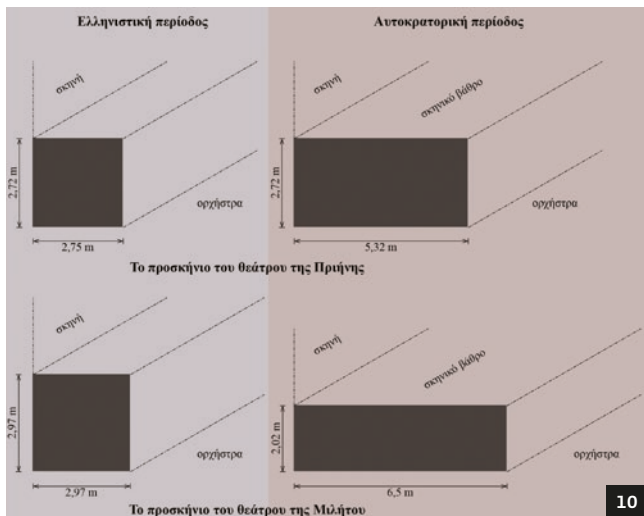 Ελληνιστική περίοδος
Αυτοκρατορική περίοδος
σκηνή
2,72 m
2,75 m
ορχήστρα
σκηνή
σκηνικό βάθρο
2,72 m
5,32 m
ορχήστρα
Το προσκήνιο του θεάτρου της Πριήνης
σκηνή
2,97 m
2,97 m
ορχήστρα
σκηνή
σκηνικό βάθρο
2,02 m
6,5 m
ορχήστρα
Το προσκήνιο του θεάτρου της Μιλήτου
10